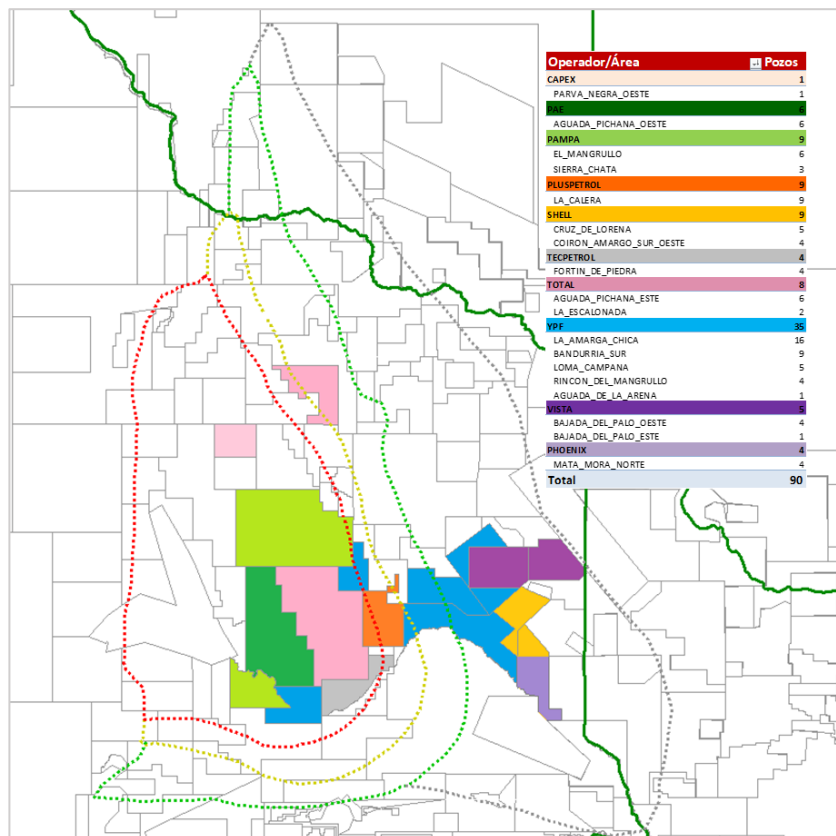 Operador/Área Pozos
CAPEX 1
PARVA_NEGRA_OESTE 1
PAE 6
AGUADA_PICHANA_OESTE 6
PAMPA 9
EL_MANGRULLO 6
SIERRA_CHATA 3
PLUSPETROL 9
LA_CALERA 9
SHELL 9
CRUZ_DE_LORENA 5
COIRON_AMARGO_SUR_OESTE 4
TECPETROL 4
FORTIN_DE_PIEDRA 4
TOTAL 8
AGUADA_PICHANA_ESTE 6
LA_ESCALONADA 2
YPF 35
LA_AMARGA_CHICA 16
BANDURRIA_SUR 9
LOMA_CAMPANA 5
RINCON_DEL_MANGRULLO 4
AGUADA_DE_LA_ARENA 1
VISTA 5
BAJADA_DEL_PALO_OESTE 4
BAJADA_DEL_PALO_ESTE 1
PHOENIX 4
MATA_MORA_NORTE 4
Total 90